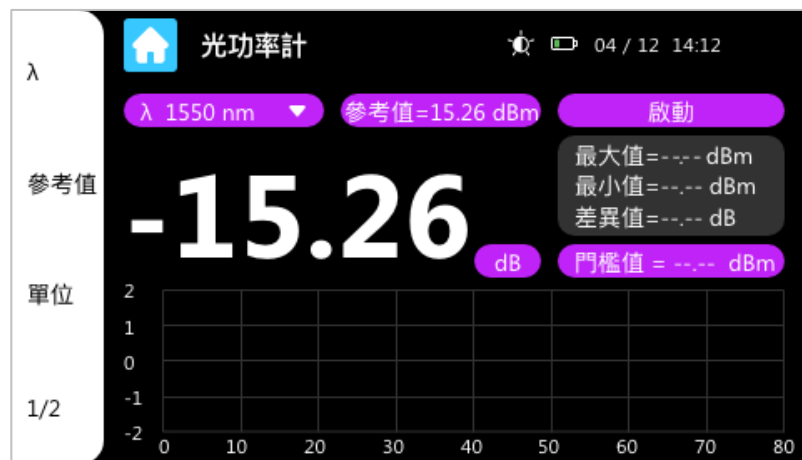 λ
參考值
單位
1/2
光功率計
04 / 12 14:12
λ 1550 nm
參考值=15.26 dBm
啟動
-15.26
dB
最大值=--.-- dBm
最小值=--.-- dBm
差異值=--.-- dB
門檻值 = --.-- dBm
2
1
0
-1
-2
0 10 20 30 40 50 60 70 80